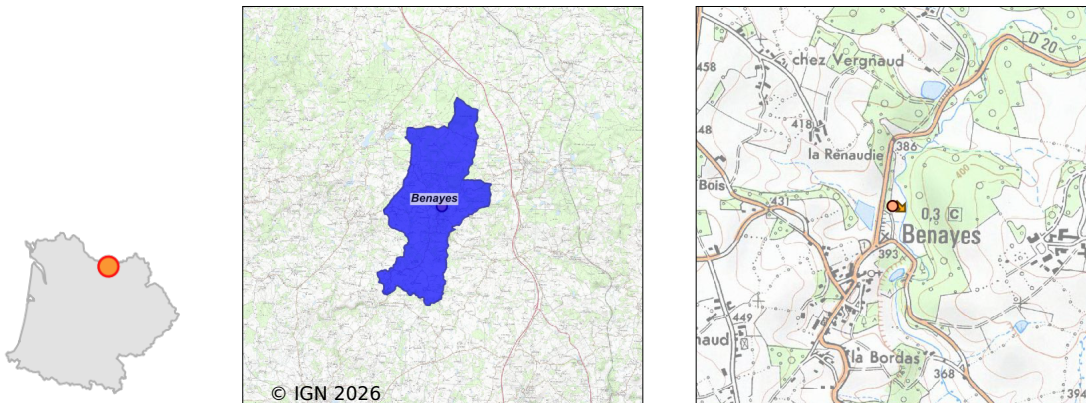 Benayes
© IGN 2026
D 20
458
chez Vergnaud
418
48
386
la Renaudie
400
Bois
431
0,3 C
Benayes
393
449
naud
la Bordas
368
394